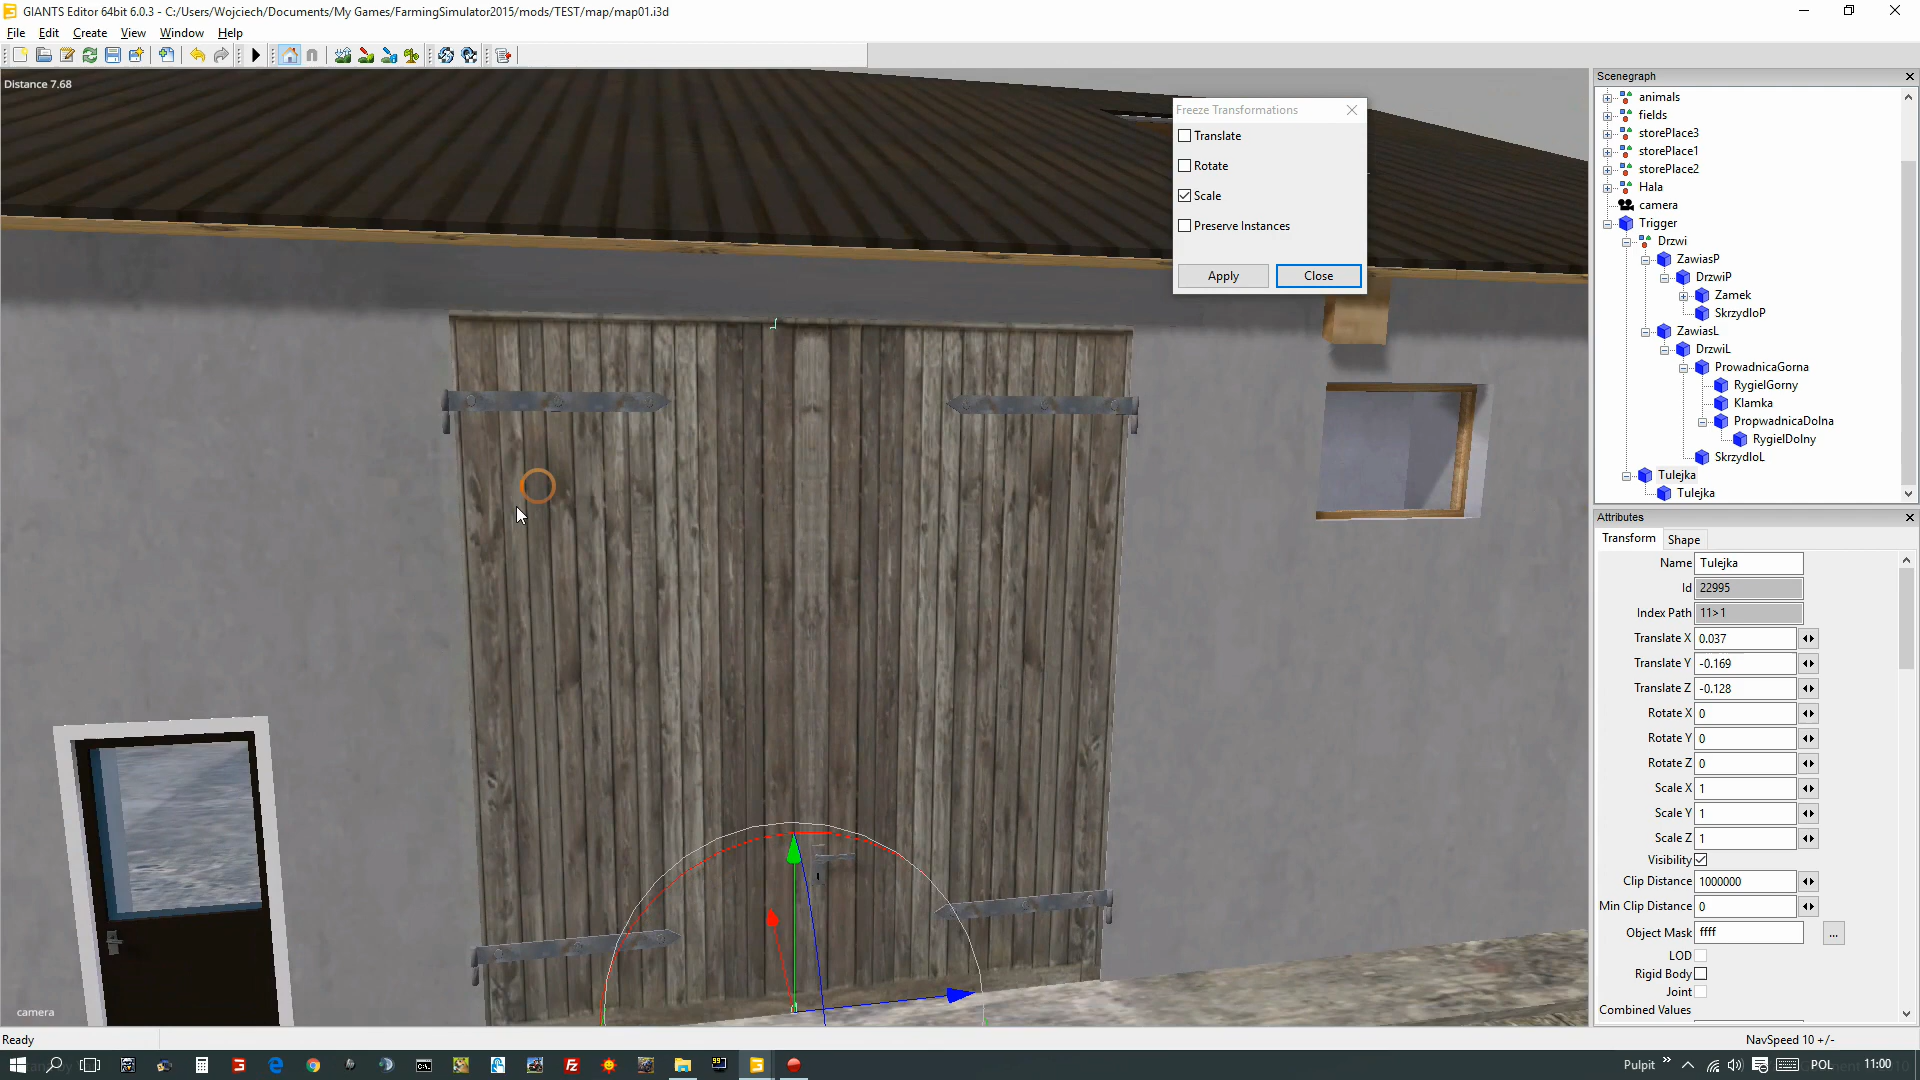 GIANTS Editor 64bit 6.0.3 - C:/Users/Wojciech/Documents/My Games/FarmingSimulator2015/mods/TEST/map/map01.i3d
File Edit Create View Window Help
Distance 7.68
Freeze Transformations
Translate
Rotate
Scale
Preserve Instances
Apply Close
Scenegraph
animals
fields
storePlace3
storePlace1
storePlace2
Hala
camera
Trigger
Drzwi
ZawiasP
DrzwiP
Zamek
SkrzydloP
ZawiasL
DrzwiL
ProwadnicaGorna
RygielGorny
Klamka
PropwadnicaDolna
RygielDolny
SkrzydloL
Tulejka
Tulejka
Attributes
Transform Shape
Name Tulejka
Id 22995
Index Path 11>1
Translate X 0.037
Translate Y -0.169
Translate Z -0.128
Rotate X 0
Rotate Y 0
Rotate Z 0
Scale X 1
Scale Y 1
Scale Z 1
Visibility
Clip Distance 1000000
Min Clip Distance 0
Object Mask ffff ...
LOD
Rigid Body
Joint
Combined Values
camera
Ready
NavSpeed 10 +/-
Pulpit » POL 11:00